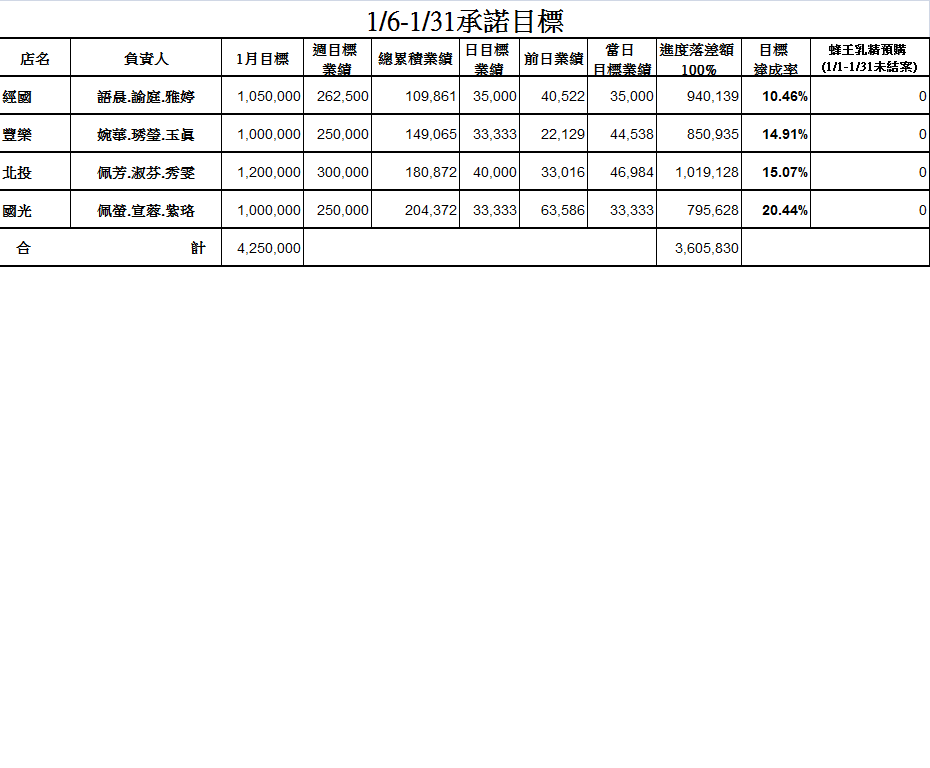 1/6-1/31承諾目標
店名 負責人 1月目標 週目標業績 總累積業績 日目標業績 前日業績 當日目標業績 進度落差額100% 目標達成率 蜂王乳精預購(1/1-1/31未結案)
經國 語晨.諭庭.雅婷 1,050,000 262,500 109,861 35,000 40,522 35,000 940,139 10.46% 0
豐樂 婉華.琇瑩.玉真 1,000,000 250,000 149,065 33,333 22,129 44,538 850,935 14.91% 0
北投 佩芳.淑芬.秀雯 1,200,000 300,000 180,872 40,000 33,016 46,984 1,019,128 15.07% 0
國光 佩螢.宣蓉.紫珞 1,000,000 250,000 204,372 33,333 63,586 33,333 795,628 20.44% 0
合 計 4,250,000 3,605,830